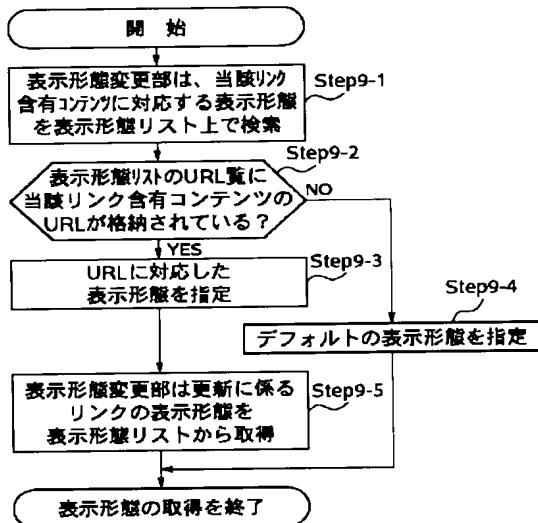 開　始
表示形態変更部は、当該リンク
含有コンテンツに対応する表示形態
を表示形態リスト上で検索
Step9-1
Step9-2
表示形態リストのURL覧に
当該リンク含有コンテンツの
URLが格納されている？
NO
YES
URLに対応した
表示形態を指定
Step9-3
Step9-4
デフォルトの表示形態を指定
表示形態変更部は更新に係る
リンクの表示形態を
表示形態リストから取得
Step9-5
表示形態の取得を終了